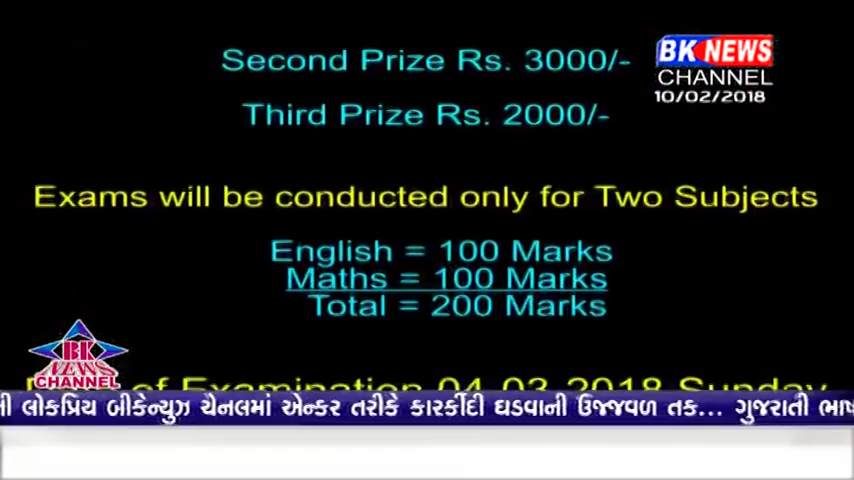 Second Prize Rs. 3000/-
BK NEWS
CHANNEL
10/02/2018
Third Prize Rs. 2000/-
Exams will be conducted only for Two Subjects
English = 100 Marks
Maths = 100 Marks
Total = 200 Marks
BK
NEWS
CHANNEL
of Examination 04-03-2018 Sunday
લોકપ્રિય બીકેન્યુઝ ચેનલમાં એન્કર તરીકે કારકીર્દી ઘડવાની ઉજ્જવળ તક... ગુજરાતી